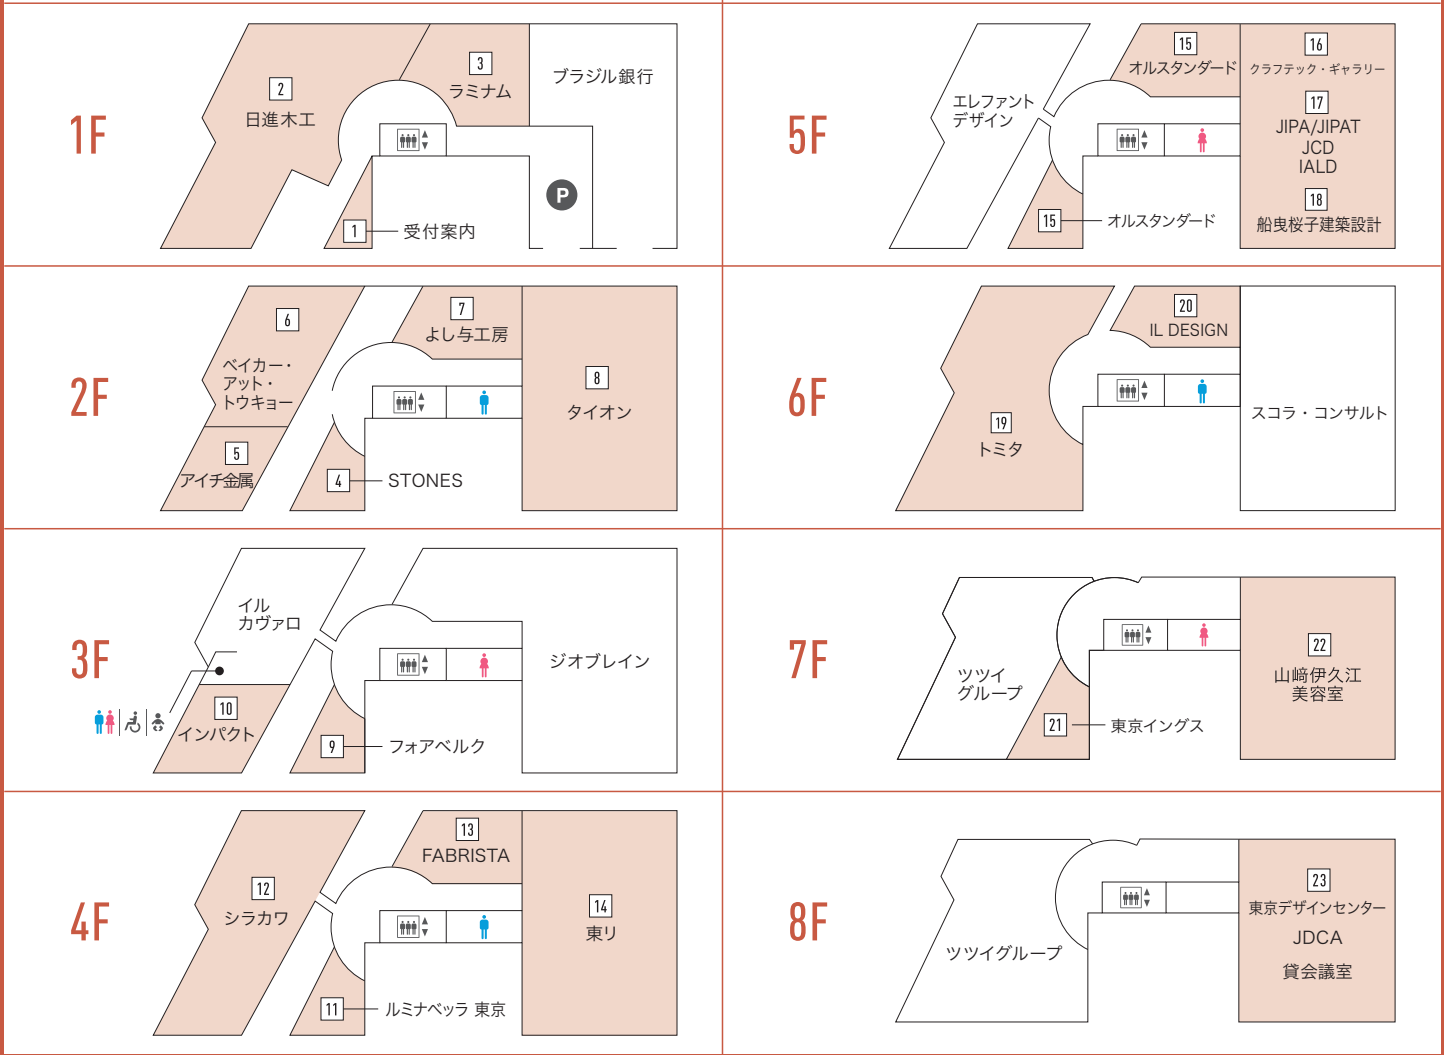 1F
2
日進木工
3
ラミナム
ブラジル銀行
P
1
受付案内
2F
6
ベイカー・
アット・
トウキョー
5
アイチ金属
7
よし与工房
8
タイオン
4
STONES
3F
イル
カヴァロ
10
インパクト
9
フォアベルク
ジオブレイン
4F
12
シラカワ
13
FABRISTA
14
東リ
11
ルミナベッラ 東京
5F
エレファント
デザイン
15
オルスタンダード
16
クラフテック・ギャラリー
17
JIPA/JIPAT
JCD
IALD
18
船曳桜子建築設計
15
オルスタンダード
6F
20
IL DESIGN
19
トミタ
スコラ・コンサルト
7F
ツツイ
グループ
21
東京イングス
22
山﨑伊久江
美容室
8F
ツツイグループ
23
東京デザインセンター
JDCA
貸会議室